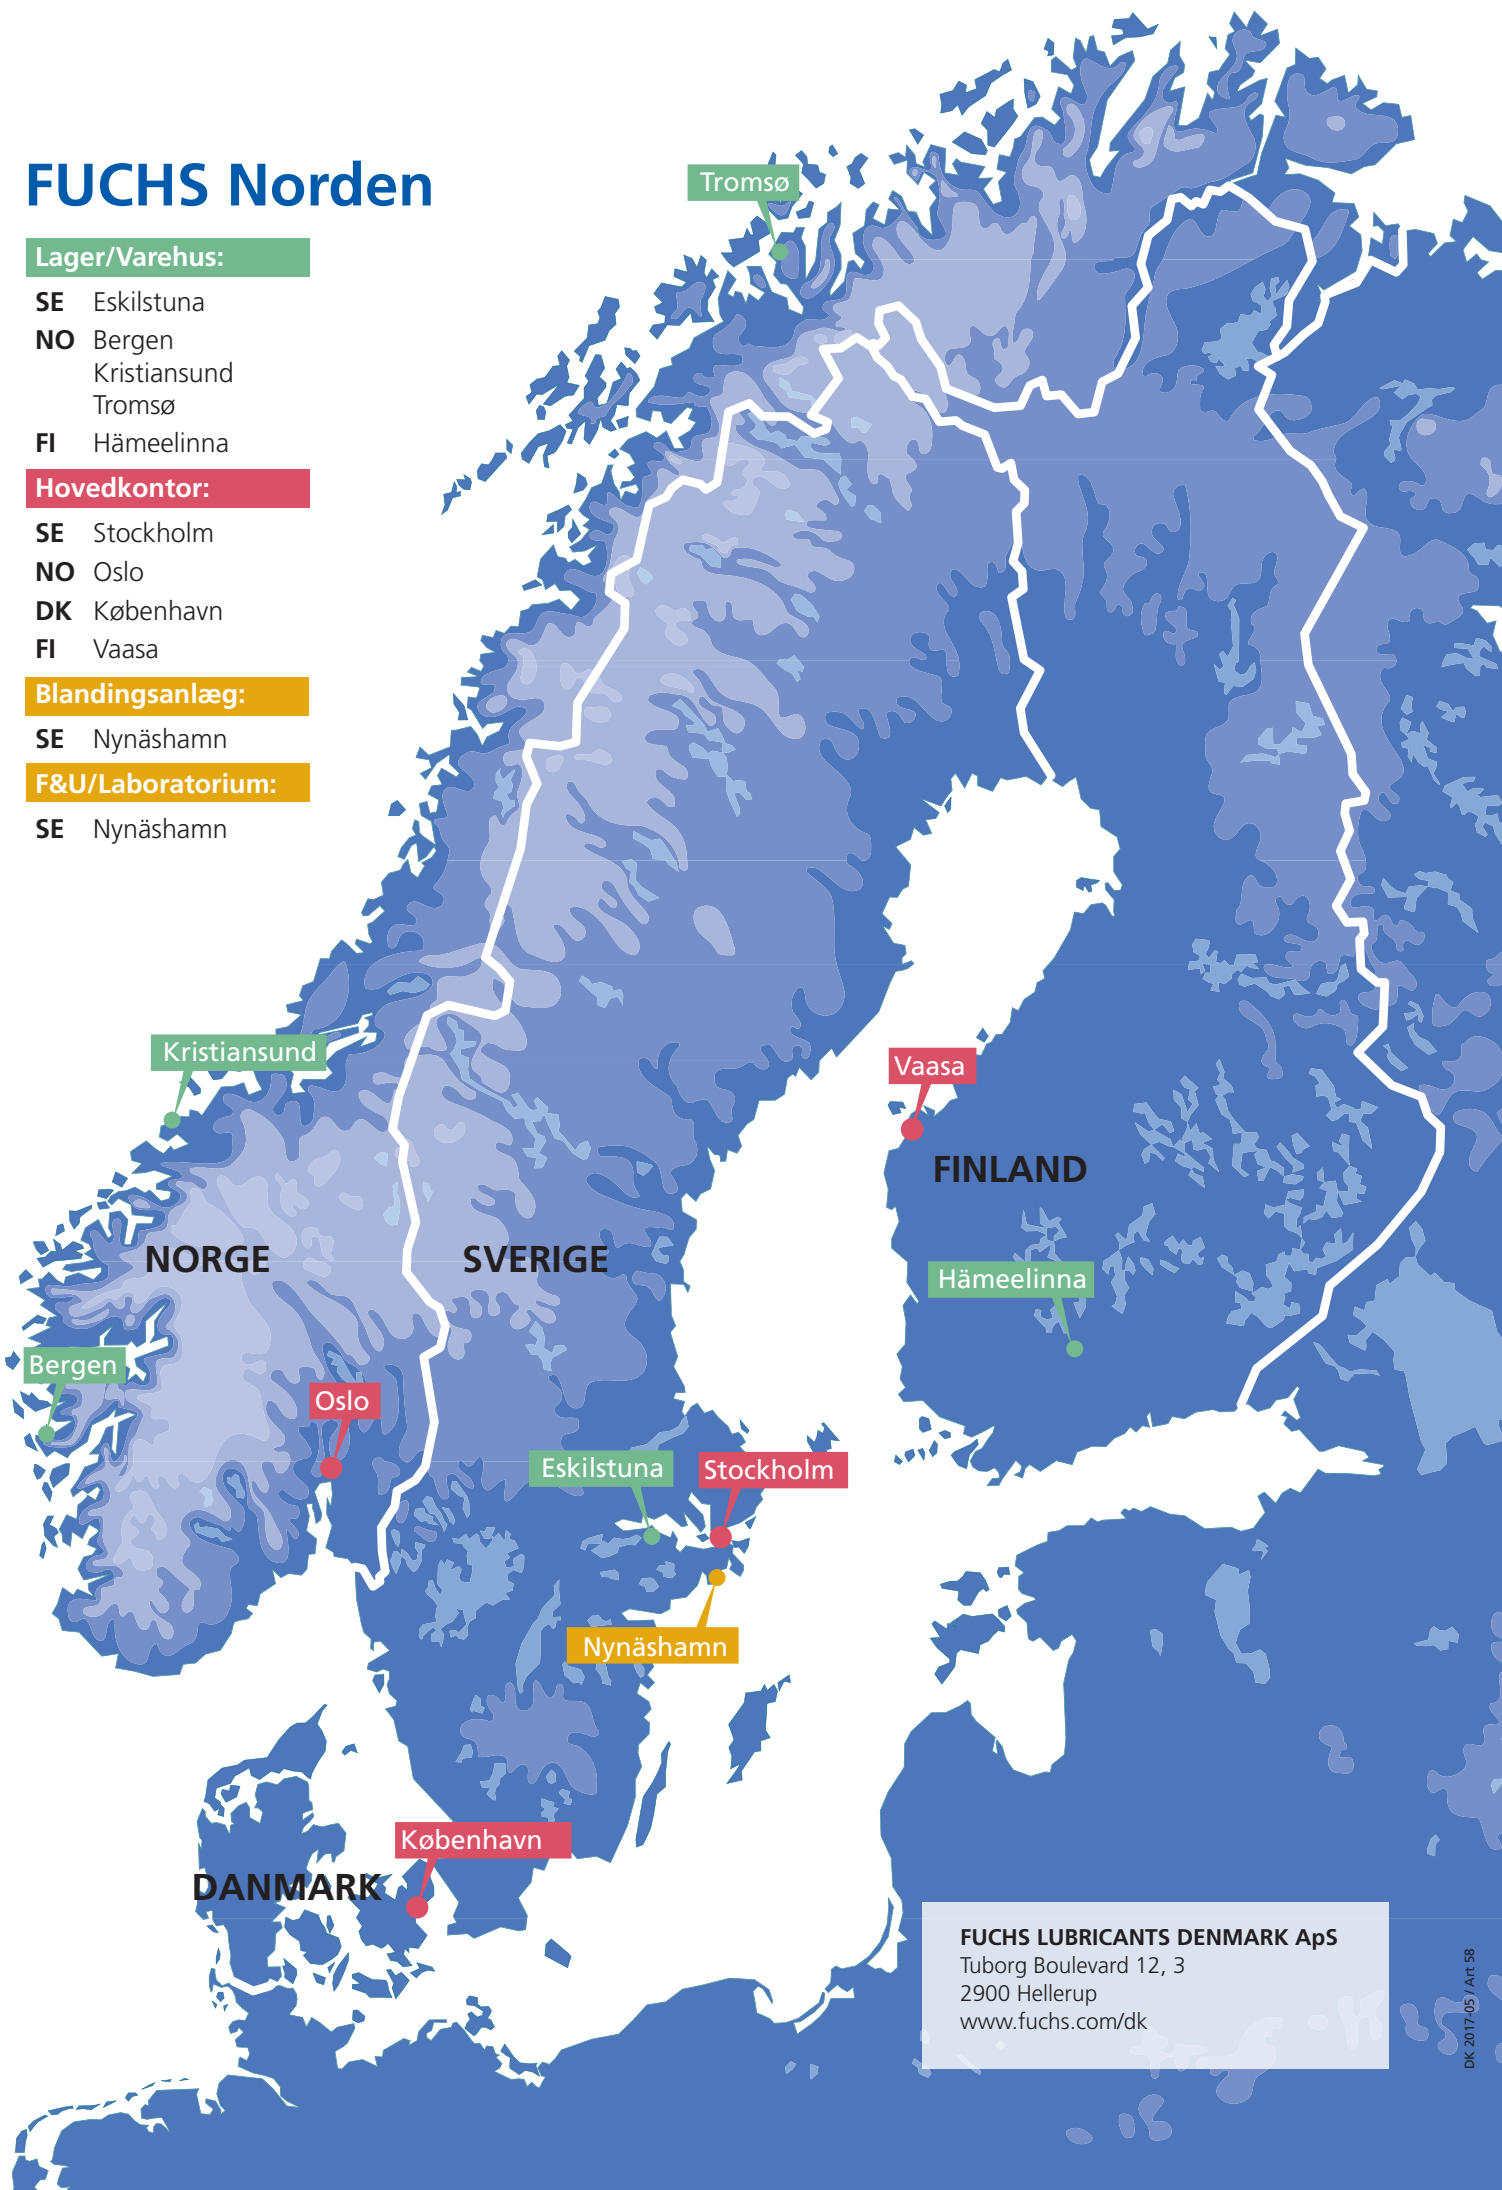 FUCHS Norden
Lager/Varehus:
SE Eskilstuna
NO Bergen
Kristiansund
Tromsø
FI Hämeelinna
Hovedkontor:
SE Stockholm
NO Oslo
DK København
FI Vaasa
Blandingsanlæg:
SE Nynäshamn
F&U/Laboratorium:
SE Nynäshamn
Tromsø
Kristiansund
Vaasa
FINLAND
NORGE
SVERIGE
Hämeelinna
Bergen
Oslo
Eskilstuna
Stockholm
Nynäshamn
København
DANMARK
FUCHS LUBRICANTS DENMARK ApS
Tuborg Boulevard 12, 3
2900 Hellerup
www.fuchs.com/dk
DK 2017-05 / Art 58